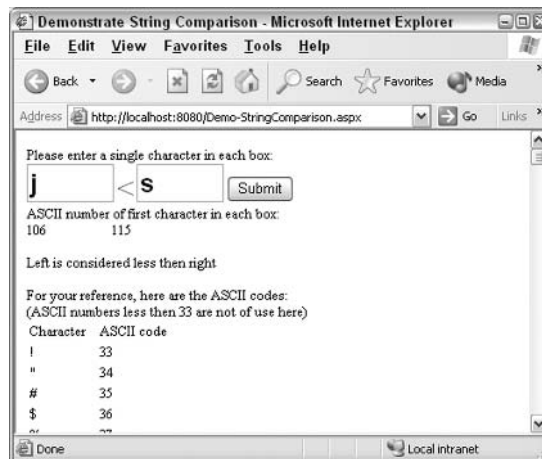 Demonstrate String Comparison - Microsoft Internet Explorer
File Edit View Favorites Tools Help
Back Search Favorites Media »
Address http://localhost:8080/Demo-StringComparison.aspx Go Links »
Please enter a single character in each box:
j < s Submit
ASCII number of first character in each box:
106 115
Left is considered less then right
For your reference, here are the ASCII codes:
(ASCII numbers less then 33 are not of use here)
Character ASCII code
! 33
" 34
# 35
$ 36
Done Local intranet